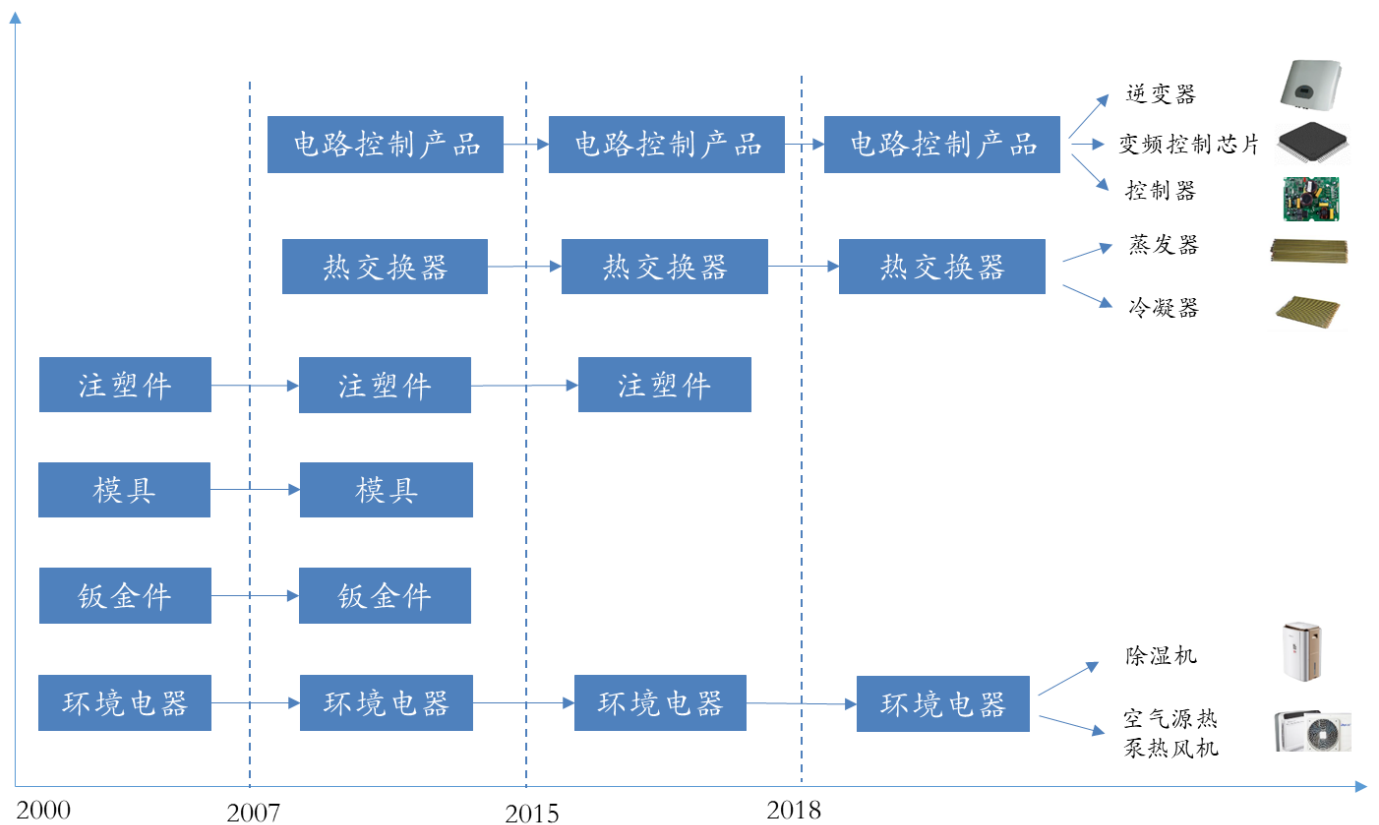 逆变器
电路控制产品 电路控制产品 电路控制产品
变频控制芯片
控制器
热交换器 热交换器 热交换器
蒸发器
冷凝器
注塑件 注塑件 注塑件
模具 模具
钣金件 钣金件
环境电器 环境电器 环境电器 环境电器
除湿机
空气源热
泵热风机
2000 2007 2015 2018